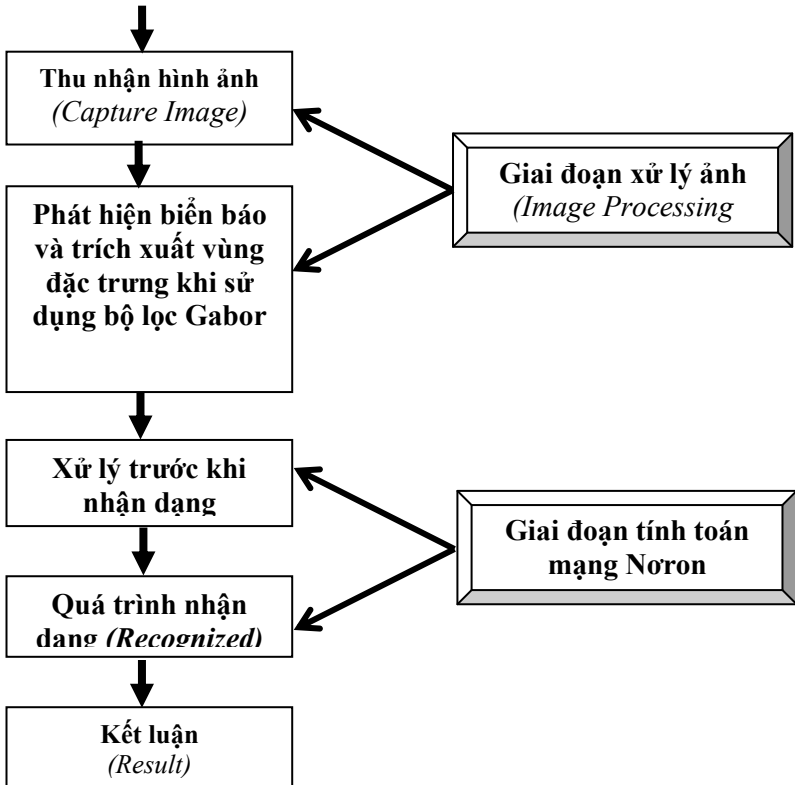 Thu nhận hình ảnh
(Capture Image)
Giai đoạn xử lý ảnh
(Image Processing
Phát hiện biển báo
và trích xuất vùng
đặc trưng khi sử
dụng bộ lọc Gabor
Xử lý trước khi
nhận dạng
Giai đoạn tính toán
mạng Nơron
Quá trình nhận
dạng (Recognized)
Kết luận
(Result)